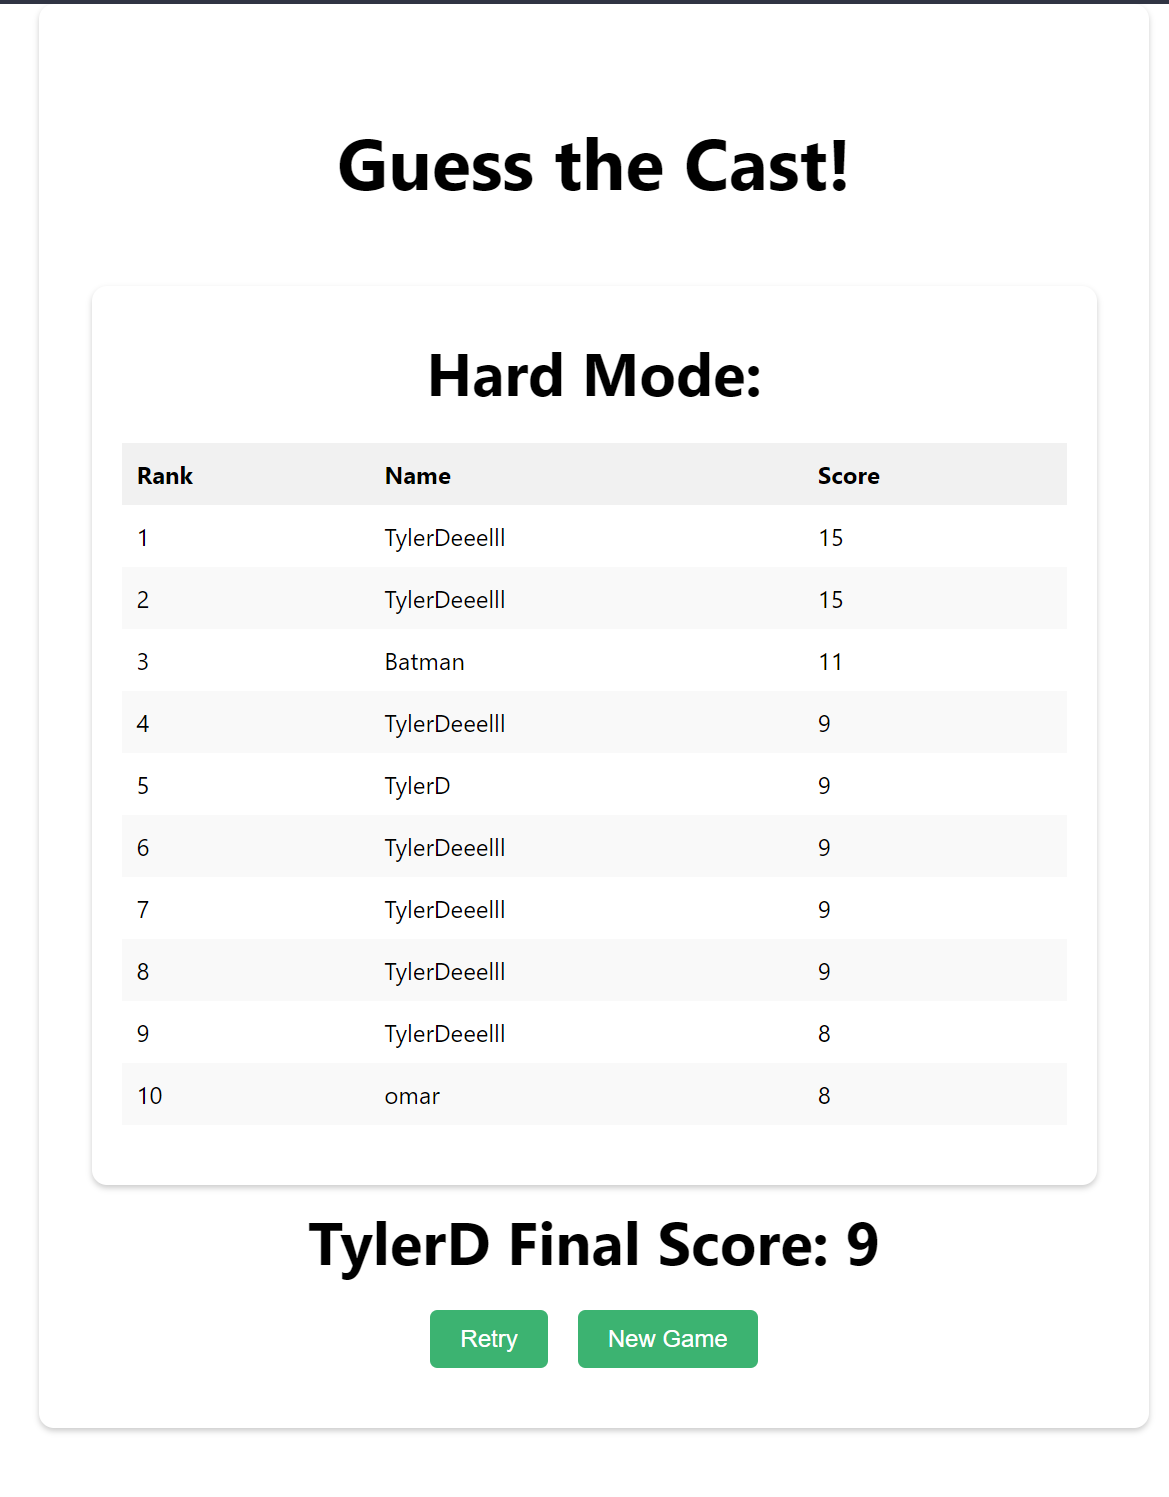 Guess the Cast!
Hard Mode:
Rank Name Score
1 TylerDeeelll 15
2 TylerDeeelll 15
3 Batman 11
4 TylerDeeelll 9
5 TylerD 9
6 TylerDeeelll 9
7 TylerDeeelll 9
8 TylerDeeelll 9
9 TylerDeeelll 8
10 omar 8
TylerD Final Score: 9
Retry New Game